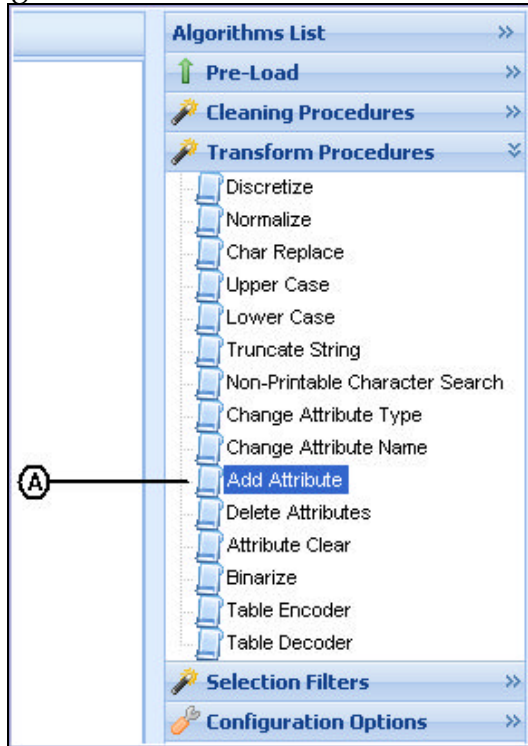 Algorithms List
Pre-Load
Cleaning Procedures
Transform Procedures
Discretize
Normalize
Char Replace
Upper Case
Lower Case
Truncate String
Non-Printable Character Search
Change Attribute Type
Change Attribute Name
A Add Attribute
Delete Attributes
Attribute Clear
Binarize
Table Encoder
Table Decoder
Selection Filters
Configuration Options